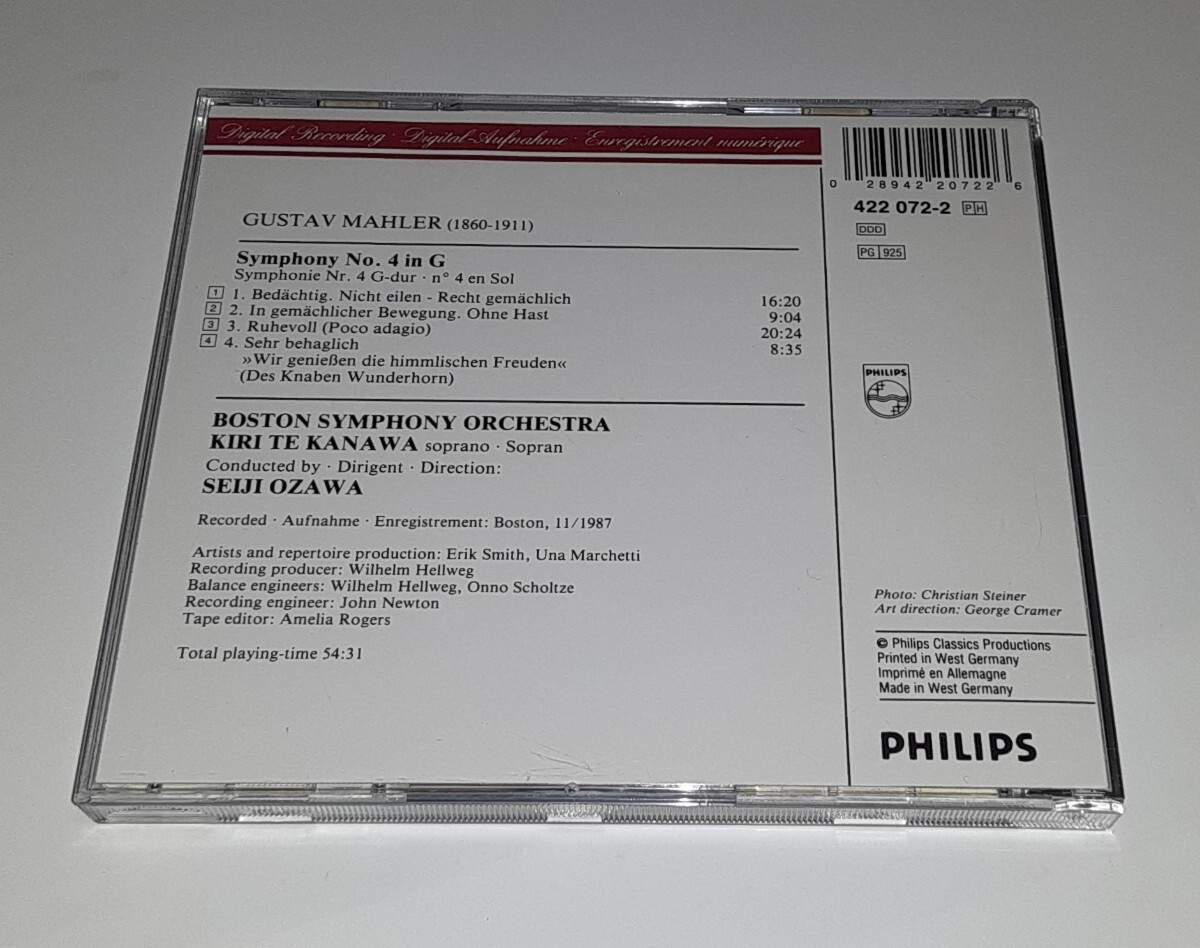 Digital Recording · Digital-Aufnahme · Enregistrement numérique
GUSTAV MAHLER (1860-1911)
Symphony No. 4 in G
Symphonie Nr. 4 G-dur · n° 4 en Sol
1 1. Bedächtig. Nicht eilen - Recht gemächlich 16:20
2 2. In gemächlicher Bewegung. Ohne Hast 9:04
3 3. Ruhevoll (Poco adagio) 20:24
4 4. Sehr behaglich 8:35
»Wir genießen die himmlischen Freuden«
(Des Knaben Wunderhorn)
BOSTON SYMPHONY ORCHESTRA
KIRI TE KANAWA soprano · Sopran
Conducted by · Dirigent · Direction:
SEIJI OZAWA
Recorded · Aufnahme · Enregistrement: Boston, 11/1987
Artists and repertoire production: Erik Smith, Una Marchetti
Recording producer: Wilhelm Hellweg
Balance engineers: Wilhelm Hellweg, Onno Scholtze
Recording engineer: John Newton
Tape editor: Amelia Rogers
Total playing-time 54:31
0 28942 20722 6
422 072-2 PH
DDD
PG 925
PHILIPS
Photo: Christian Steiner
Art direction: George Cramer
© Philips Classics Productions
Printed in West Germany
Imprimé en Allemagne
Made in West Germany
PHILIPS